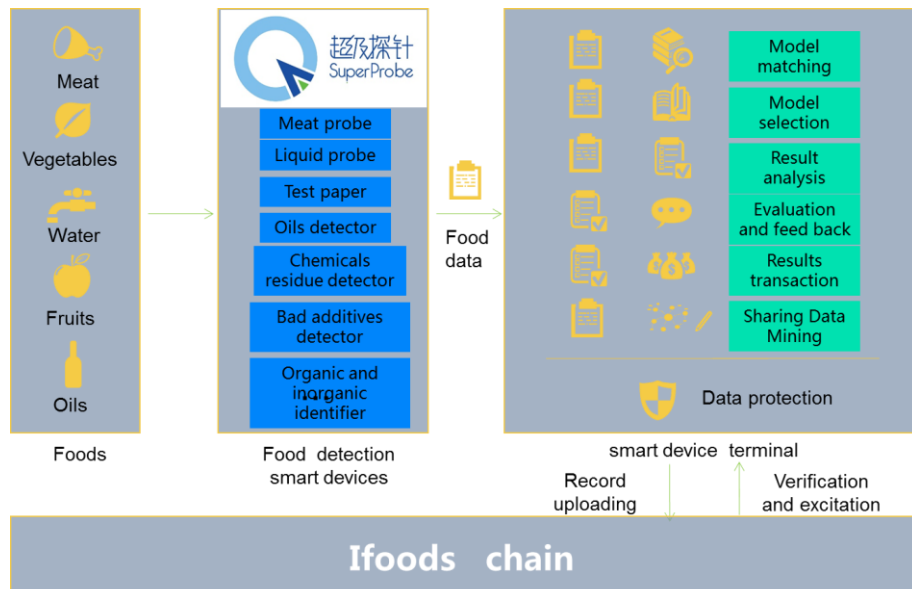 Meat
Vegetables
Water
Fruits
Oils
Foods
超级探针
SuperProbe
Meat probe
Liquid probe
Test paper
Oils detector
Chemicals
residue detector
Bad additives
detector
Organic and
inorganic
identifier
Food detection
smart devices
Food
data
Model
matching
Model
selection
Result
analysis
Evaluation
and feed back
Results
transaction
Sharing Data
Mining
Data protection
smart device terminal
Record
uploading
Verification
and excitation
Ifoods chain